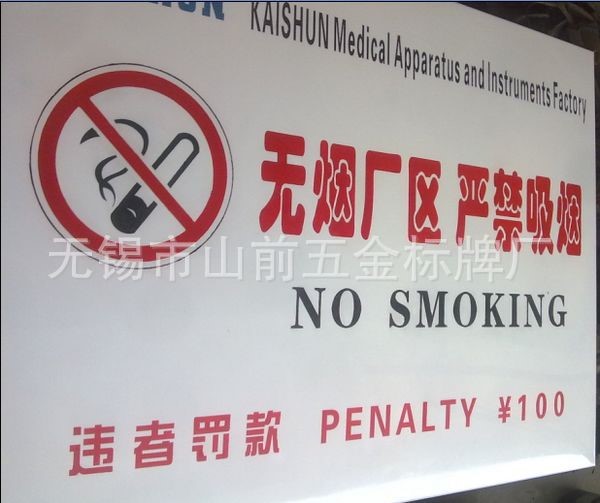 KAISHUN Medical Apparatus and Instruments Factory
无烟厂区 严禁吸烟
无锡市山前五金标牌厂
NO SMOKING
违者罚款 PENALTY ¥100